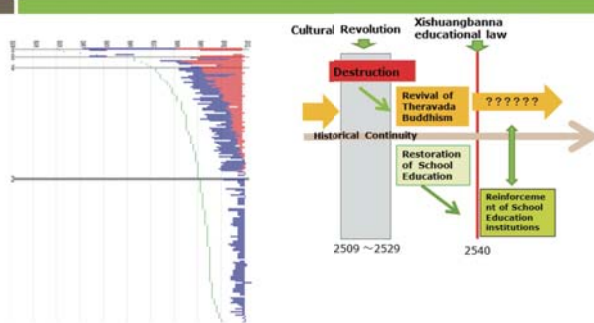 Cultural Revolution
Xishuangbanna
educational law
Destruction
Revival of
Theravada
Buddhism
??????
Historical Continuity
Restoration
of School
Education
Reinforceme
nt of School
Education
institutions
2509 ～2529
2540